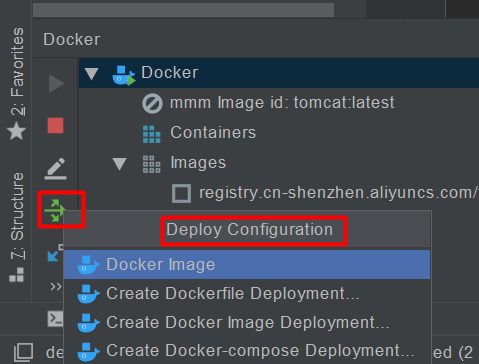 Docker
2: Favorites
Docker
mmm Image id: tomcat:latest
Containers
Images
registry.cn-shenzhen.aliyuncs.com/
Z: Structure
Deploy Configuration
Docker Image
Create Dockerfile Deployment...
Create Docker Image Deployment...
Create Docker-compose Deployment...
de
ed (2